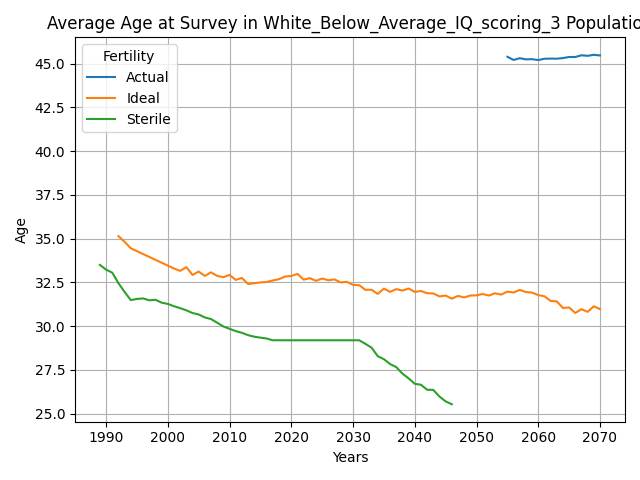 Average Age at Survey in White_Below_Average_IQ_scoring_3 Populatio
Fertility
Actual
Ideal
Sterile
45.0
42.5
40.0
37.5
35.0
32.5
30.0
27.5
25.0
Age
1990 2000 2010 2020 2030 2040 2050 2060 2070
Years